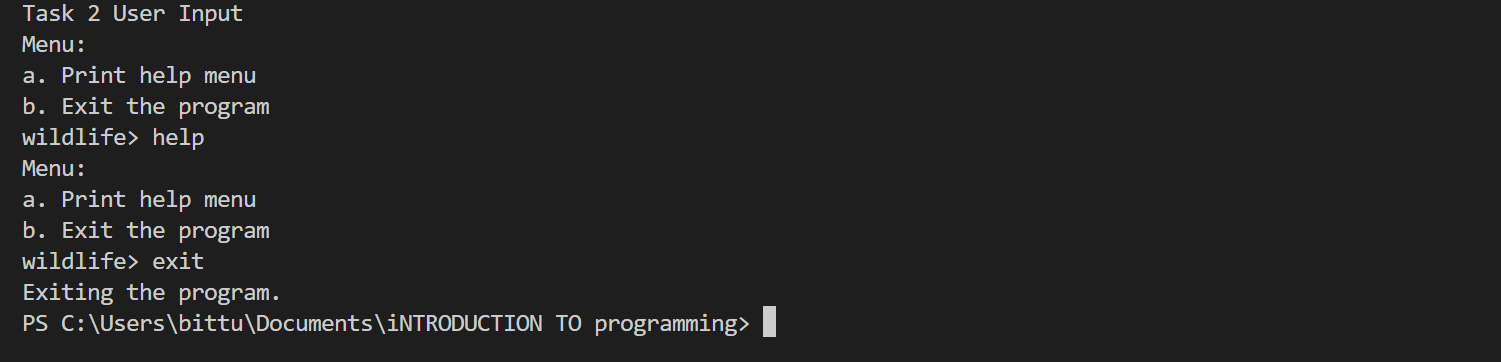 Task 2 User Input
Menu:
a. Print help menu
b. Exit the program
wildlife> help
Menu:
a. Print help menu
b. Exit the program
wildlife> exit
Exiting the program.
PS C:\Users\bittu\Documents\iNTRODUCTION TO programming>